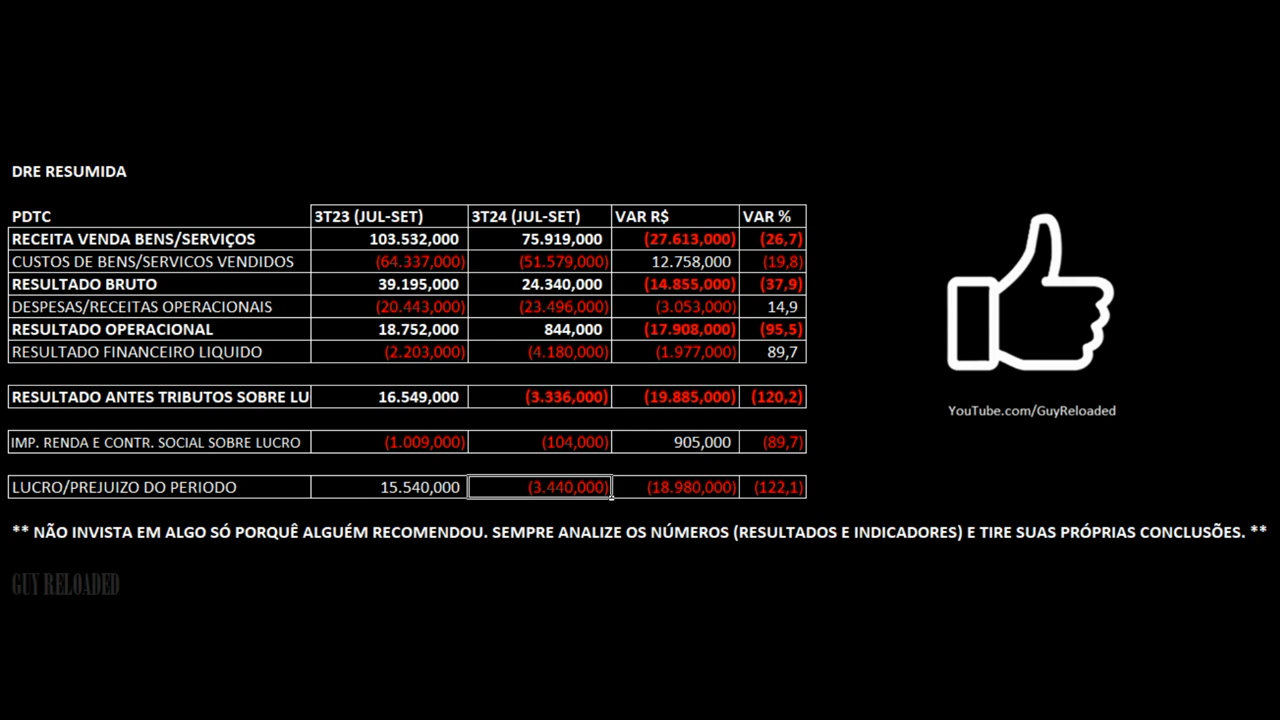 DRE RESUMIDA
PDTC 3T23 (JUL-SET) 3T24 (JUL-SET) VAR R$ VAR %
RECEITA VENDA BENS/SERVIÇOS 103.532,000 75.919,000 (27.613,000) (26,7)
CUSTOS DE BENS/SERVICOS VENDIDOS (64.337,000) (51.579,000) 12.758,000 (19,8)
RESULTADO BRUTO 39.195,000 24.340,000 (14.855,000) (37,9)
DESPESAS/RECEITAS OPERACIONAIS (20.443,000) (23.496,000) (3.053,000) 14,9
RESULTADO OPERACIONAL 18.752,000 844,000 (17.908,000) (95,5)
RESULTADO FINANCEIRO LIQUIDO (2.203,000) (4.180,000) (1.977,000) 89,7
RESULTADO ANTES TRIBUTOS SOBRE LU 16.549,000 (3.336,000) (19.885,000) (120,2)
YouTube.com/GuyReloaded
IMP. RENDA E CONTR. SOCIAL SOBRE LUCRO (1.009,000) (104,000) 905,000 (89,7)
LUCRO/PREJUIZO DO PERIODO 15.540,000 (3.440,000) (18.980,000) (122,1)
** NÃO INVISTA EM ALGO SÓ PORQUÊ ALGUÉM RECOMENDOU. SEMPRE ANALIZE OS NÚMEROS (RESULTADOS E INDICADORES) E TIRE SUAS PRÓPRIAS CONCLUSÕES. **
GUY RELOADED